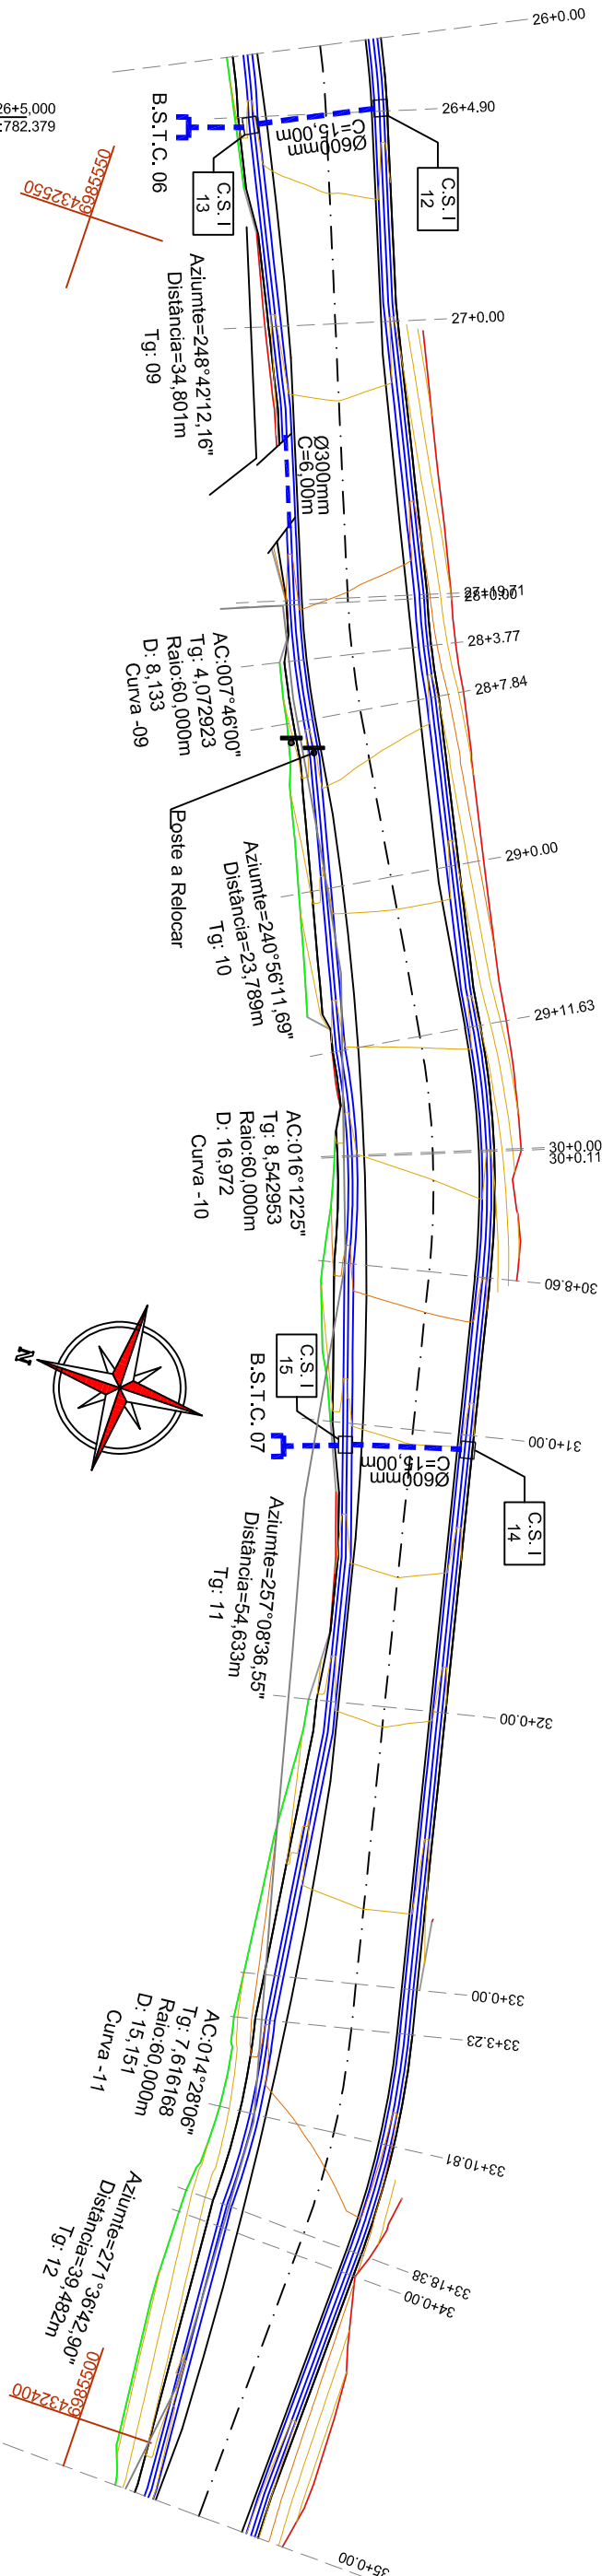 26+0.00
26+5,000
:782.379
26+4.90
B.S.T.C. 06
Ø600mm
C=15,00m
C.S. I
12
C.S. I
13
6985550
432550
27+0.00
Aziumte=248°42'12,16"
Distância=34,801m
Tg: 09
Ø300mm
C=6,00m
27+19.71
28+0.00
28+3.77
28+7.84
AC:007°46'00"
Tg: 4,072923
Raio:60,000m
D: 8,133
Curva -09
Poste a Relocar
29+0.00
Aziumte=240°56'11,69"
Distância=23,789m
Tg: 10
29+11.63
30+0.00
30+0.11
AC:016°12'25"
Tg: 8,542953
Raio:60,000m
D: 16,972
Curva -10
30+8.60
N
C.S. I
15
B.S.T.C. 07
31+0.00
Ø600mm
C=15,00m
C.S. I
14
Aziumte=257°08'36,55"
Distância=54,633m
Tg: 11
32+0.00
33+0.00
33+3.23
AC:014°28'06"
Tg: 7,616168
Raio:60,000m
D: 15,151
Curva -11
33+10.81
33+18.38
34+0.00
Aziumte=271°36'42,90"
Distância=39,482m
Tg: 12
6985500
432400
35+0.00